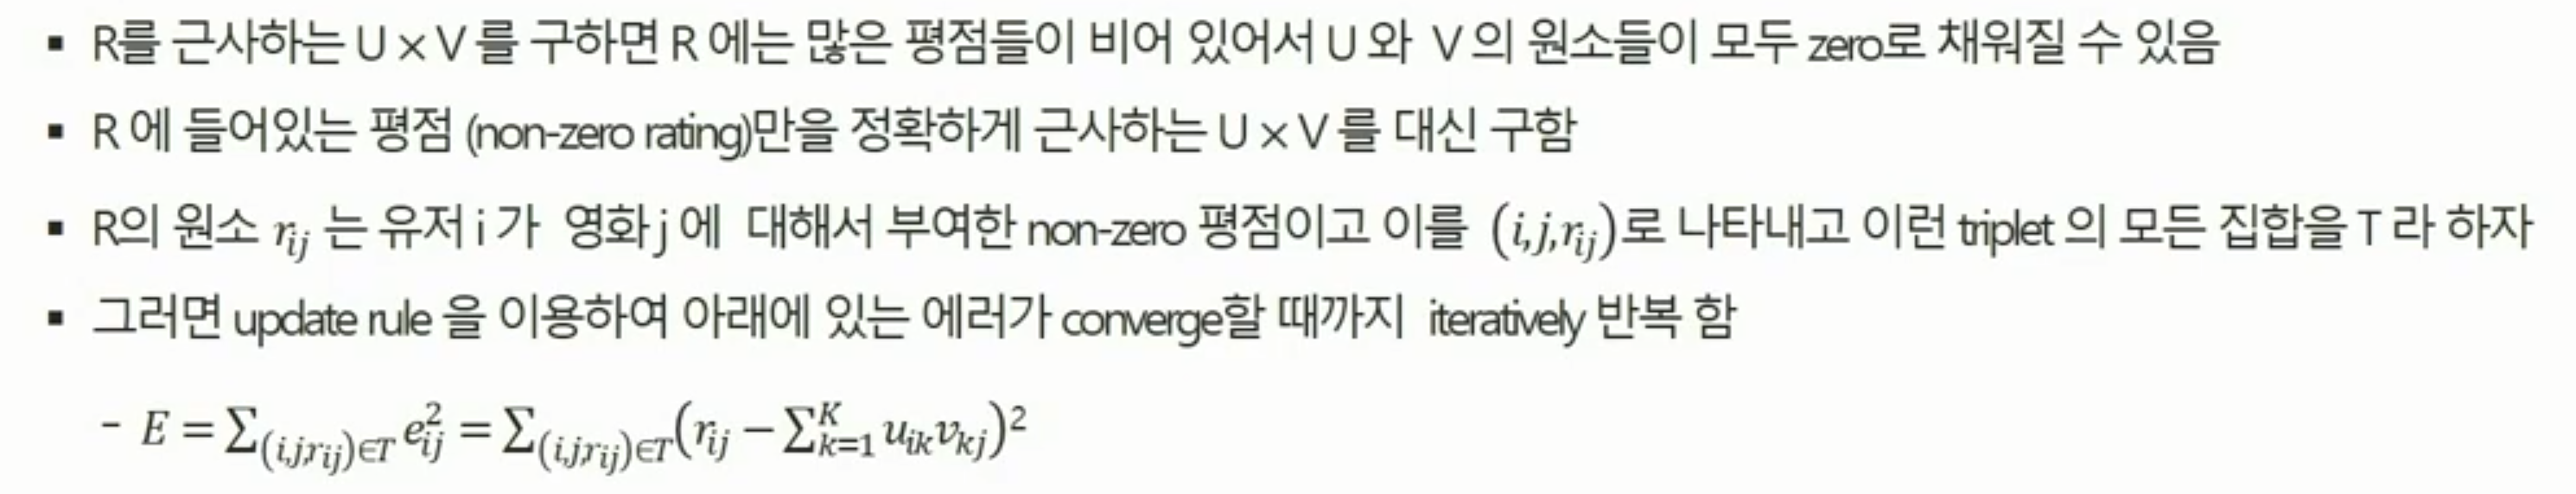 ▪ R를 근사하는 U × V 를 구하면 R 에는 많은 평점들이 비어 있어서 U 와 V 의 원소들이 모두 zero로 채워질 수 있음
▪ R 에 들어있는 평점 (non-zero rating)만을 정확하게 근사하는 U × V 를 대신 구함
▪ R의 원소 r_{ij} 는 유저 i 가 영화 j 에 대해서 부여한 non-zero 평점이고 이를 (i,j,r_{ij})로 나타내고 이런 triplet 의 모든 집합을 T 라 하자
▪ 그러면 update rule 을 이용하여 아래에 있는 에러가 converge할 때까지 iteratively 반복 함
- E = ∑_{(i,j,r_{ij})∈T} e_{ij}^2 = ∑_{(i,j,r_{ij})∈T} (r_{ij} − ∑_{k=1}^{K} u_{ik}v_{kj})^2